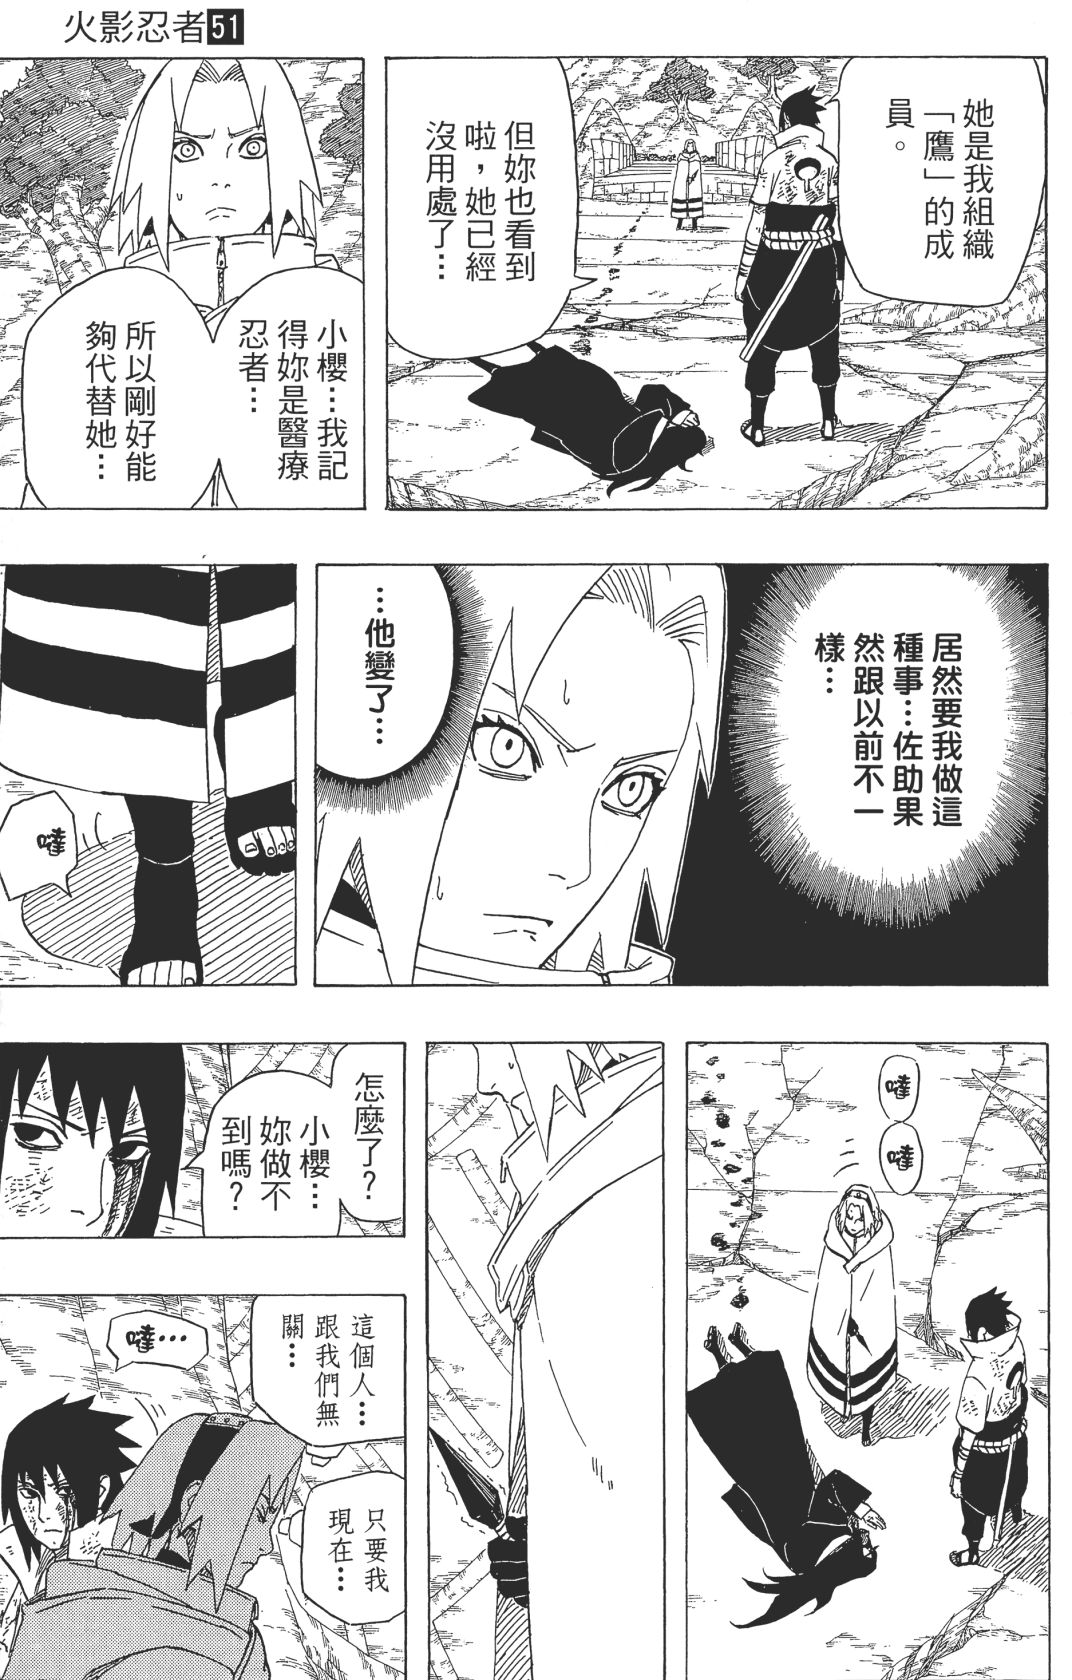 火影忍者51
她是我組織
「鷹」的成
員。
但妳也看到
啦，她已經
沒用處了…
小櫻…我記
得妳是醫療
忍者…
所以剛好能
夠代替她…
居然要我做這
種事…佐助果
然跟以前不一
樣…
…他變了…
噠
噠
噠
怎麼了？
小櫻…
妳做不
到嗎？
這個人…
跟我們無
關…
噠…
只要我
現在…